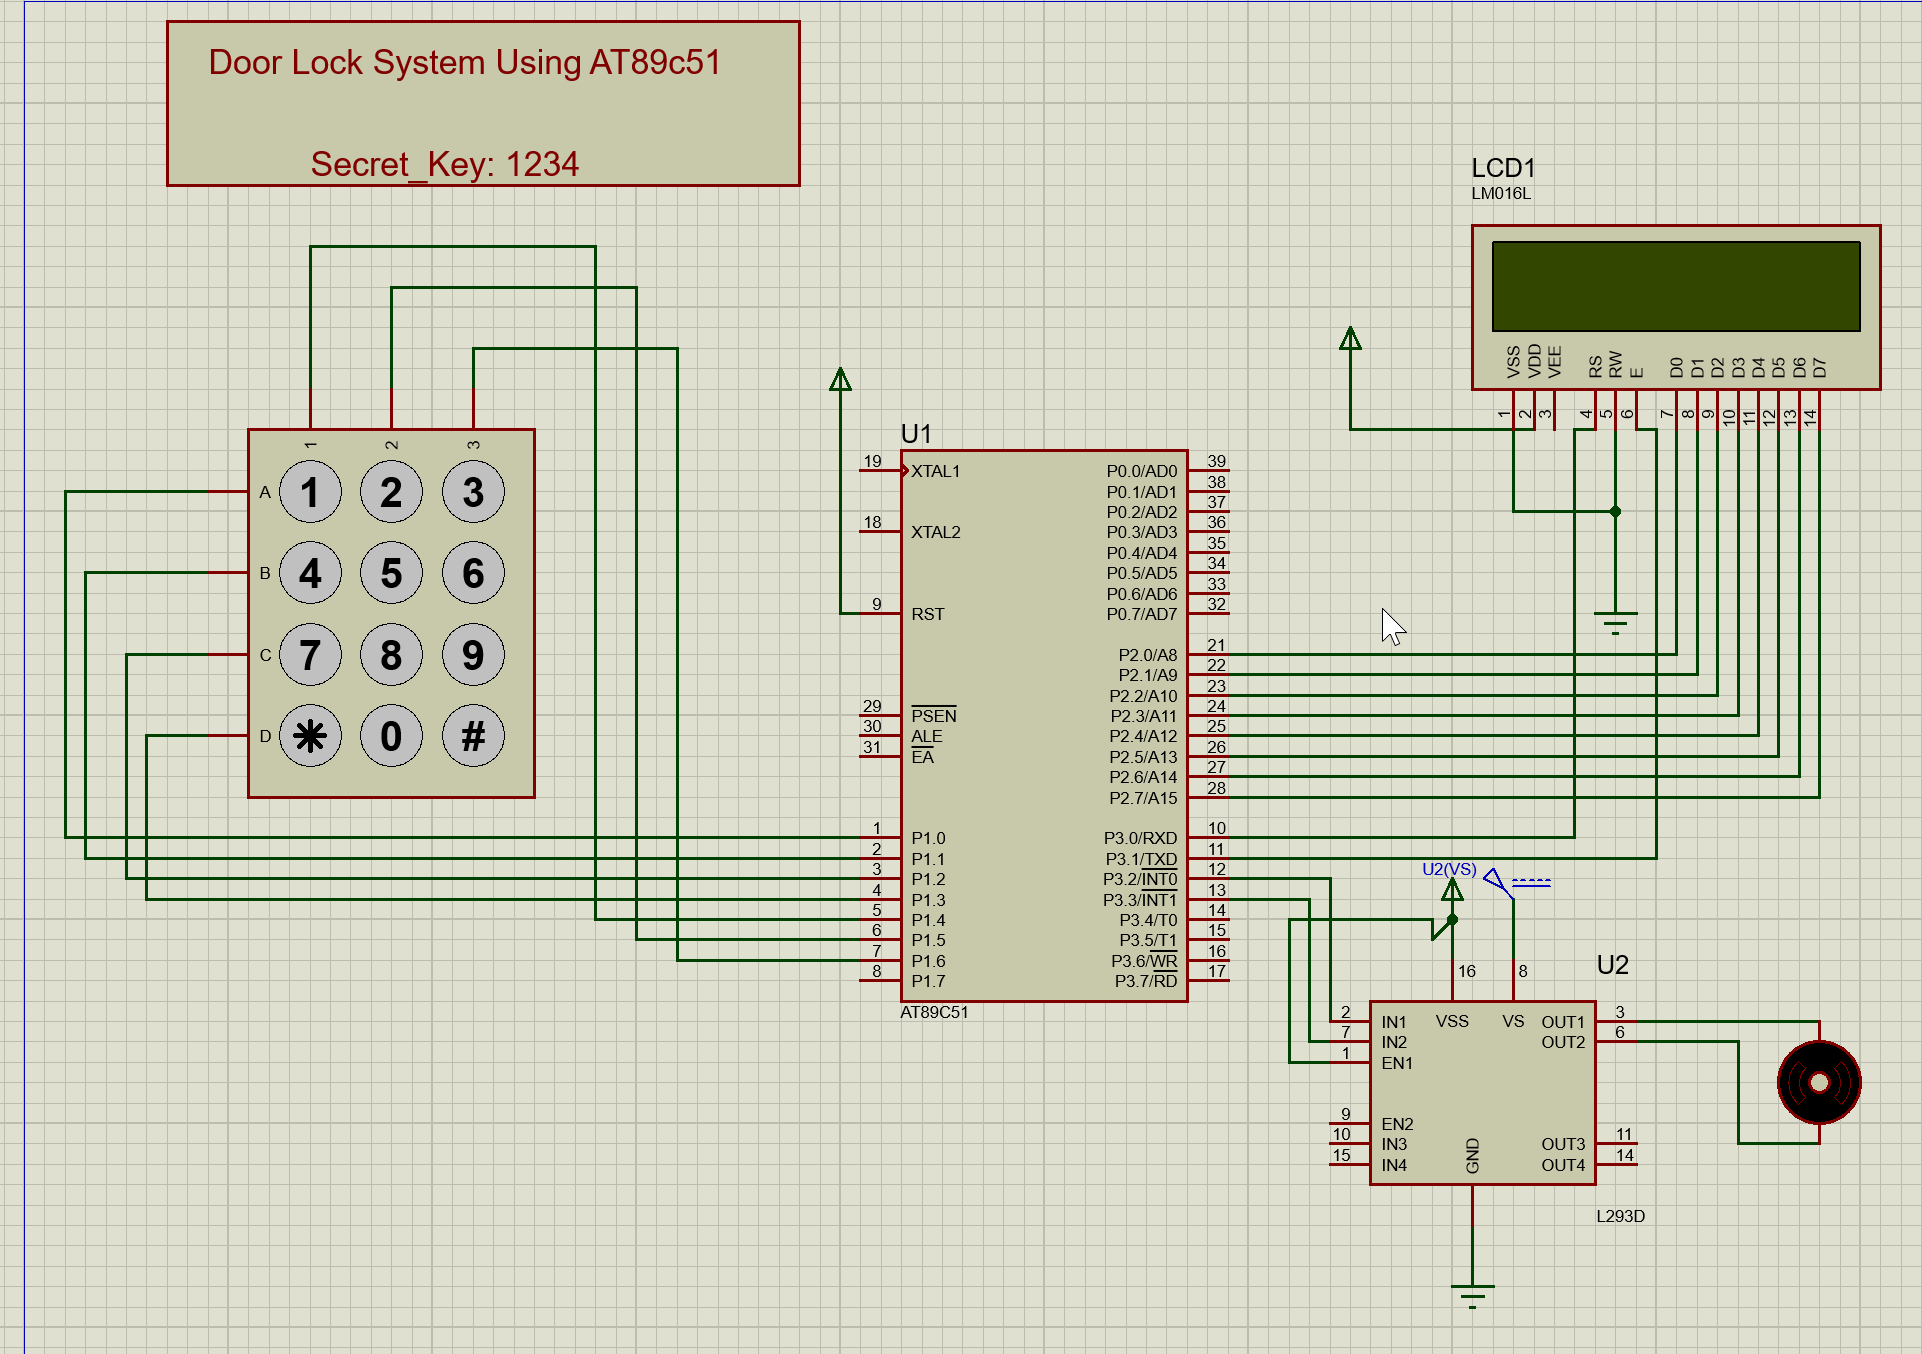 Door Lock System Using AT89c51
Secret_Key: 1234
LCD1
LM016L
VSS
VDD
VEE
RS
RW
E
D0
D1
D2
D3
D4
D5
D6
D7
1
2
3
4
5
6
7
8
9
10
11
12
13
14
1
2
3
A 1 2 3
B 4 5 6
C 7 8 9
D * 0 #
U1
19 XTAL1
18 XTAL2
9 RST
29 PSEN
30 ALE
31 EA
1 P1.0
2 P1.1
3 P1.2
4 P1.3
5 P1.4
6 P1.5
7 P1.6
8 P1.7
P0.0/AD0 39
P0.1/AD1 38
P0.2/AD2 37
P0.3/AD3 36
P0.4/AD4 35
P0.5/AD5 34
P0.6/AD6 33
P0.7/AD7 32
P2.0/A8 21
P2.1/A9 22
P2.2/A10 23
P2.3/A11 24
P2.4/A12 25
P2.5/A13 26
P2.6/A14 27
P2.7/A15 28
P3.0/RXD 10
P3.1/TXD 11
P3.2/INT0 12
P3.3/INT1 13
P3.4/T0 14
P3.5/T1 15
P3.6/WR 16
P3.7/RD 17
AT89C51
U2(VS)
U2
16 8
VSS VS
2 IN1
7 IN2
1 EN1
9 EN2
10 IN3
15 IN4
GND
OUT1 3
OUT2 6
OUT3 11
OUT4 14
L293D